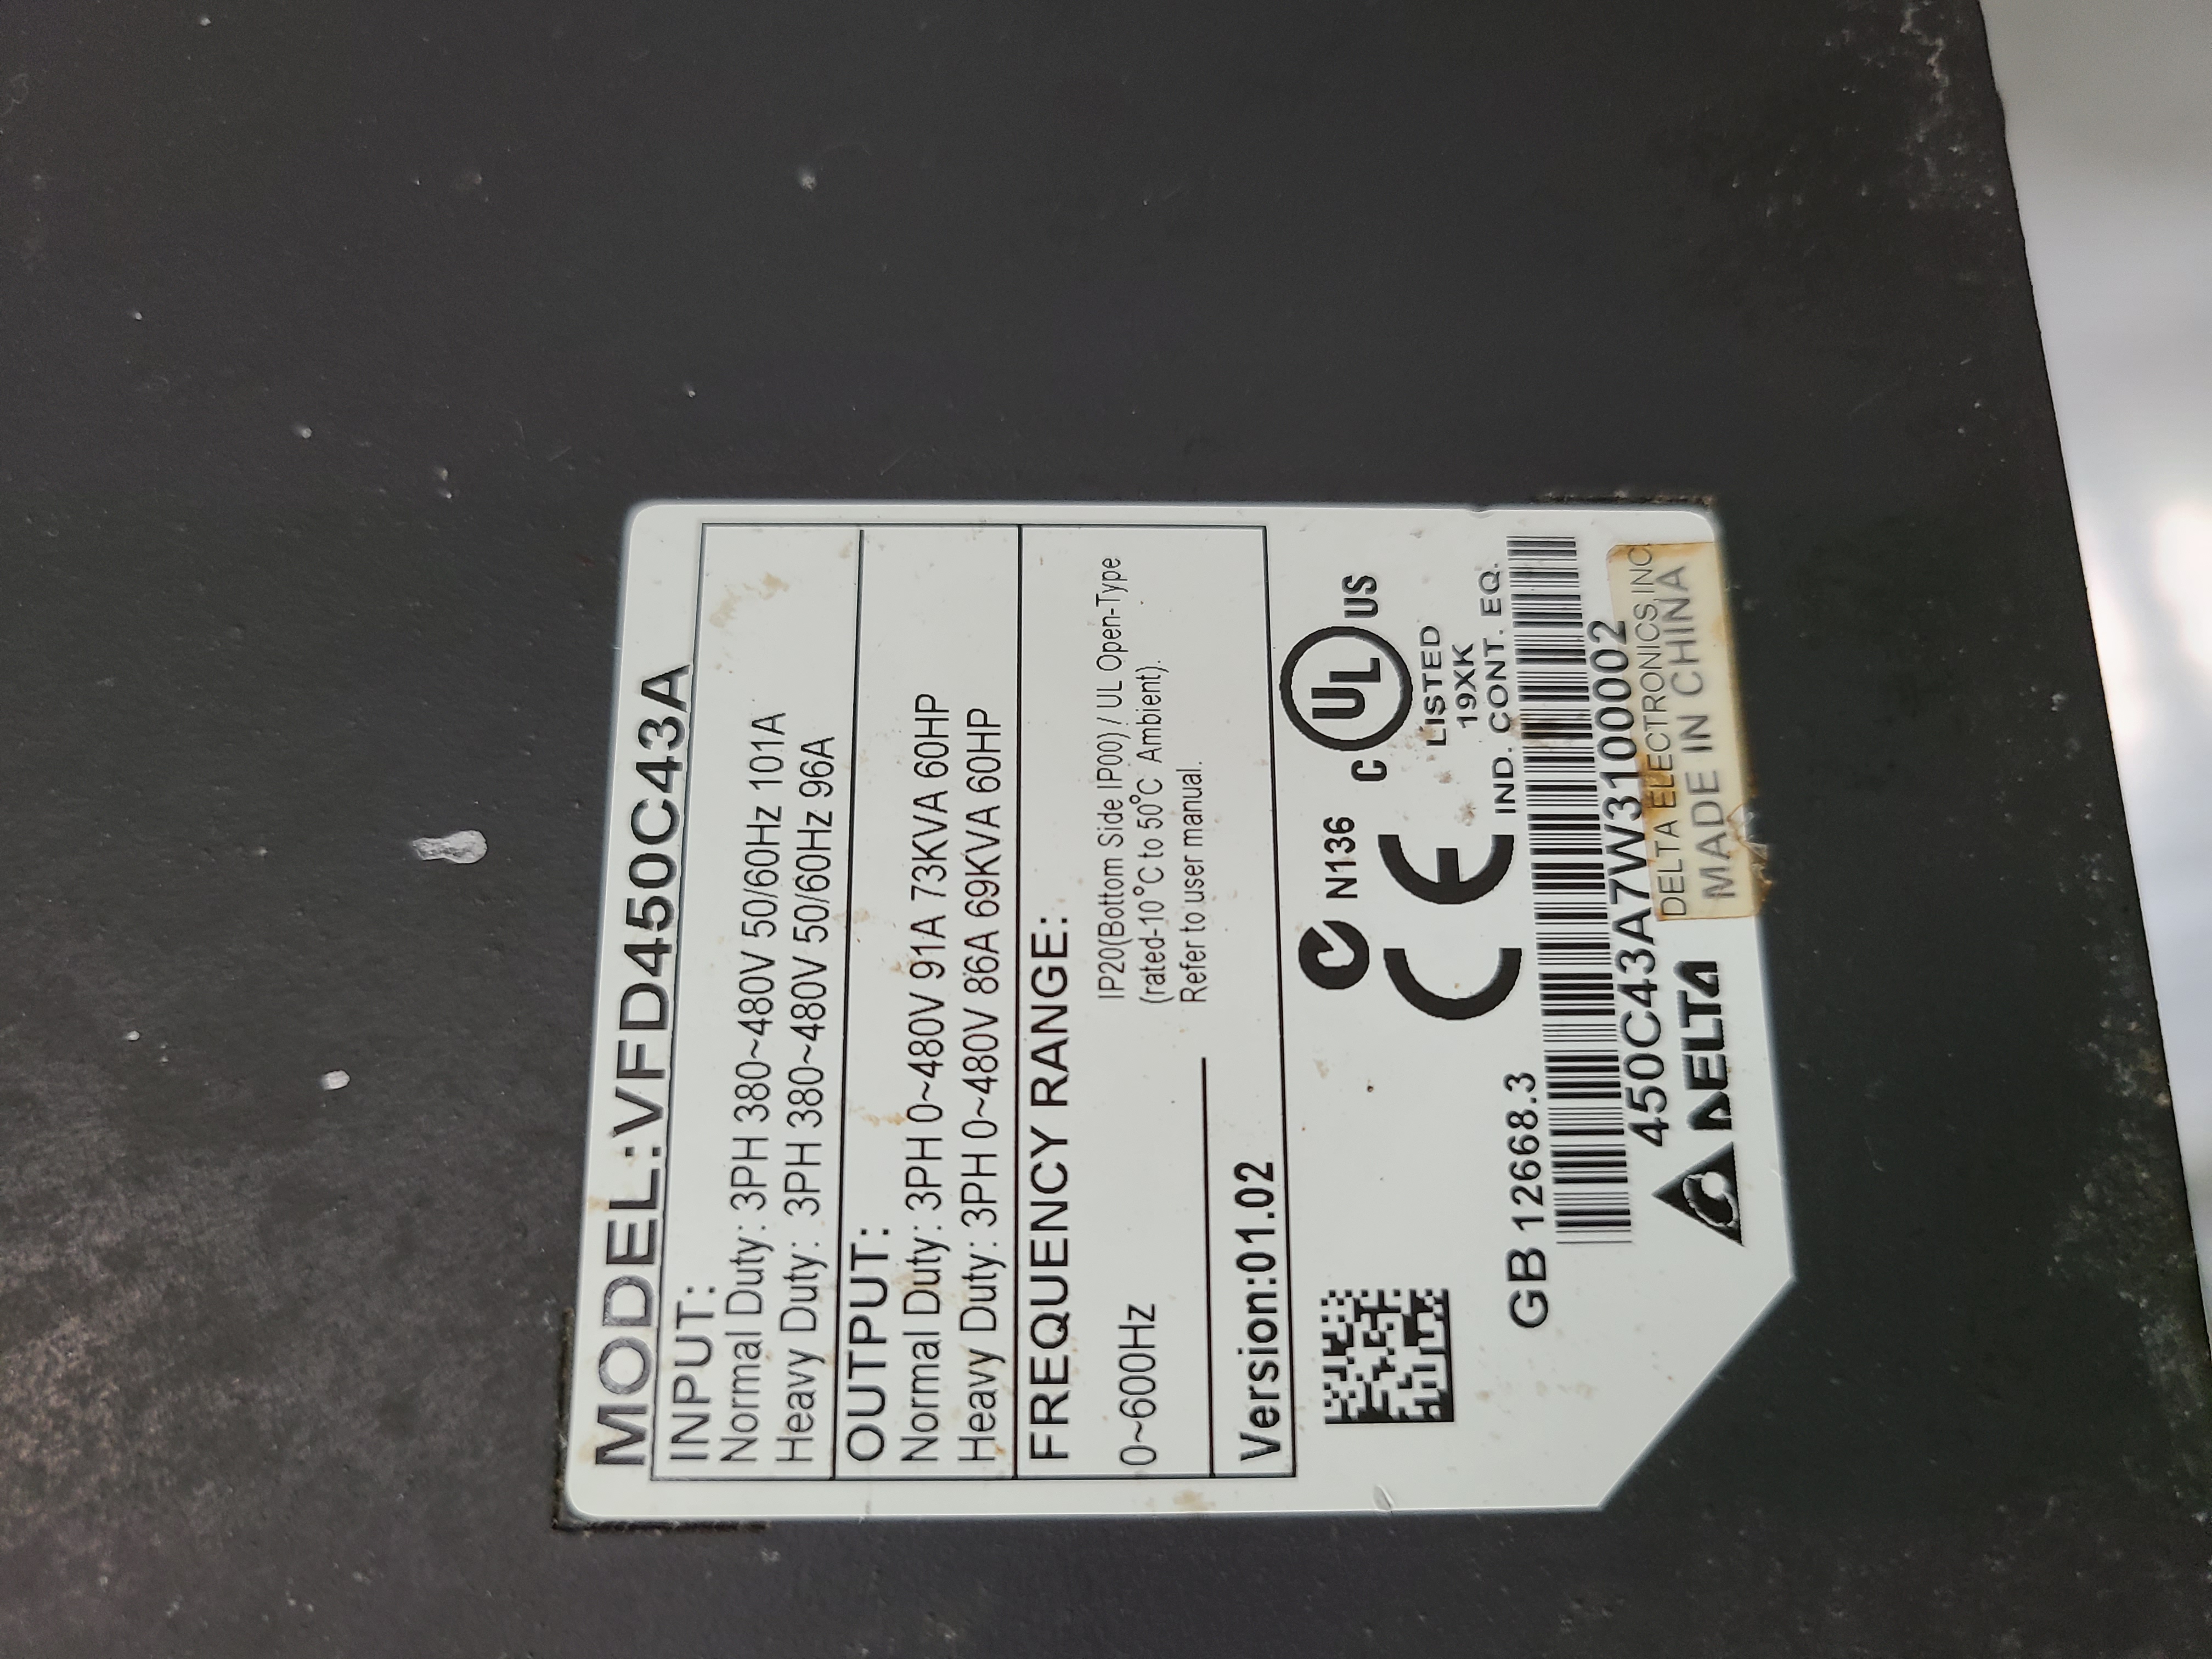 MODEL:VFD450C43A
INPUT:
Normal Duty: 3PH 380~480V 50/60Hz 101A
Heavy Duty: 3PH 380~480V 50/60Hz 96A
OUTPUT:
Normal Duty: 3PH 0~480V 91A 73KVA 60HP
Heavy Duty: 3PH 0~480V 86A 69KVA 60HP
FREQUENCY RANGE:
0~600Hz
IP20(Bottom Side IP00) / UL Open-Type
(rated-10°C to 50°C Ambient).
Refer to user manual.
Version:01.02
N136
C UL US
LISTED
19XK
IND. CONT. EQ.
CE
GB 12668.3
450C43A7W3100002
DELTA
DELTA ELECTRONICS, INC.
MADE IN CHINA